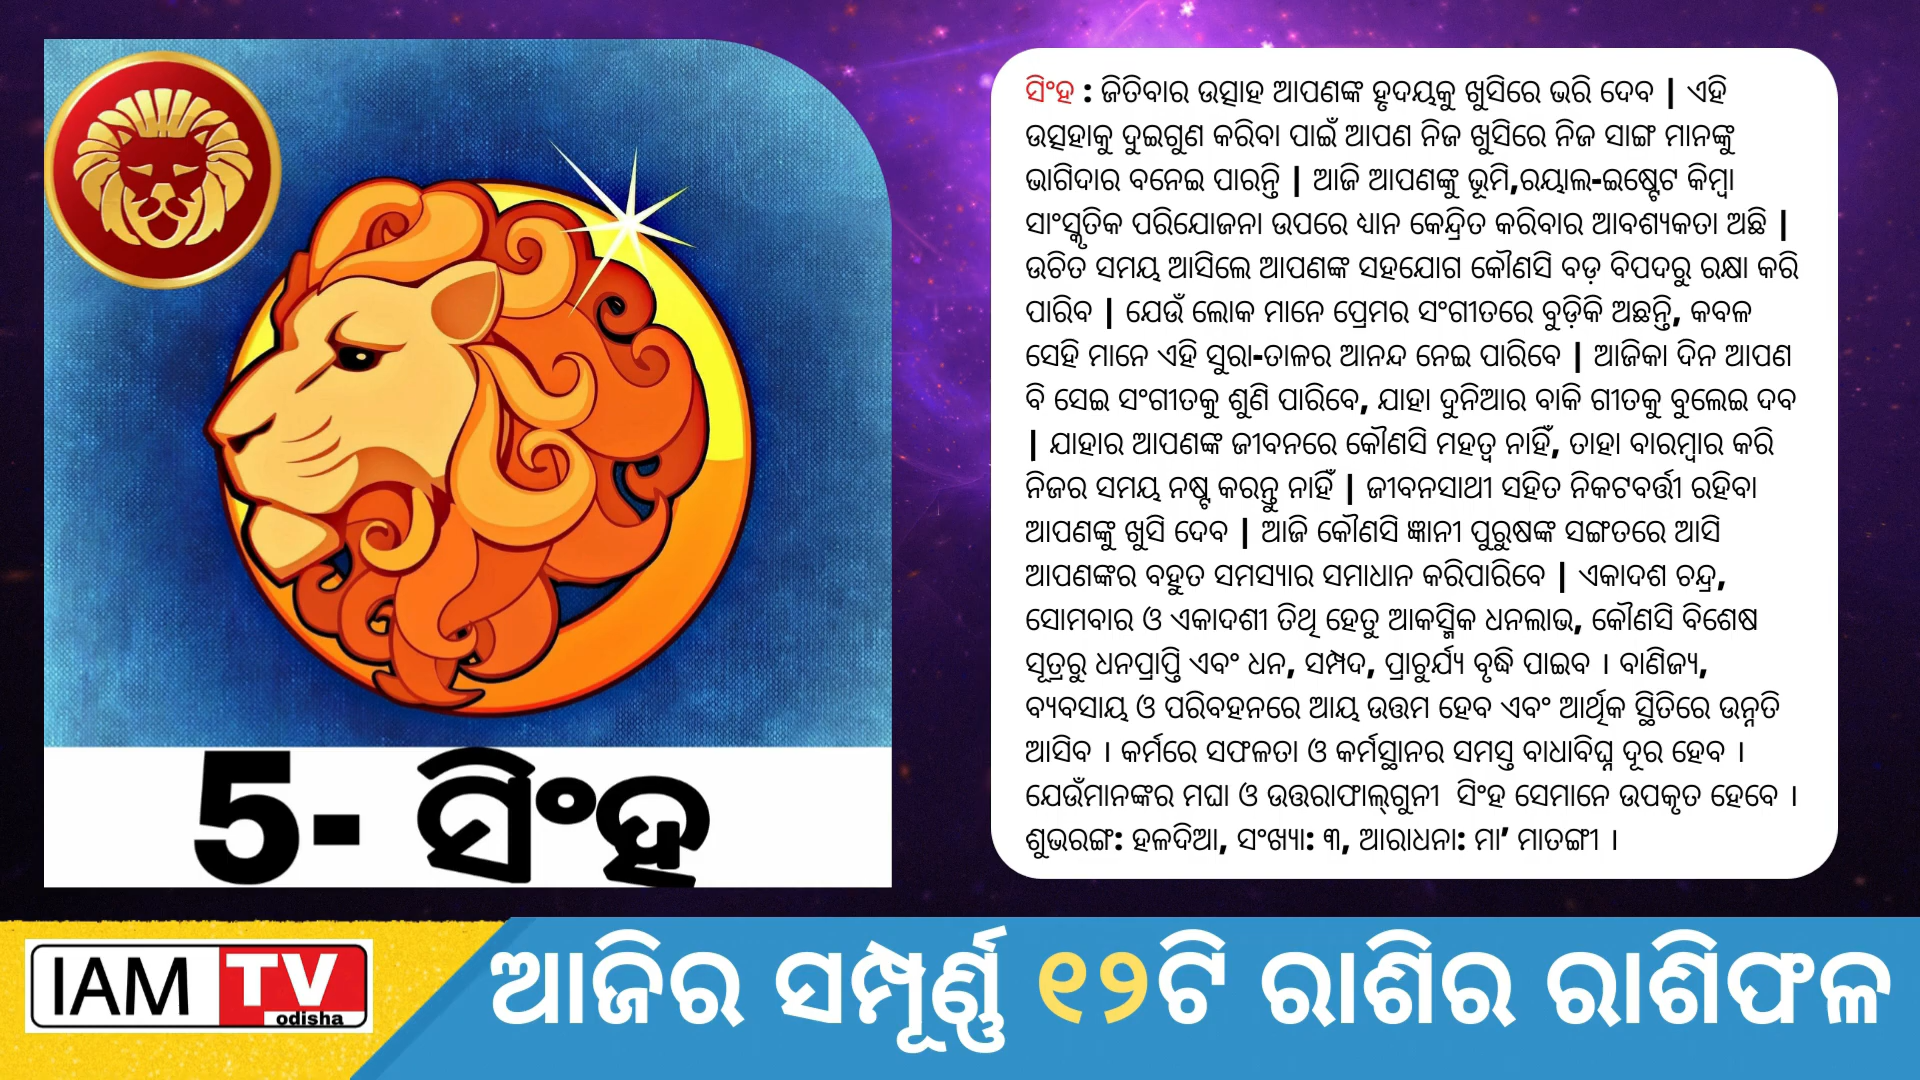 5- ସିଂହ
ସିଂହ : ଜିତିବାର ଉତ୍ସାହ ଆପଣଙ୍କ ହୃଦୟକୁ ଖୁସିରେ ଭରି ଦେବ | ଏହି
ଉତ୍ସହାକୁ ଦୁଇଗୁଣ କରିବା ପାଇଁ ଆପଣ ନିଜ ଖୁସିରେ ନିଜ ସାଙ୍ଗ ମାନଙ୍କୁ
ଭାଗିଦାର ବନେଇ ପାରନ୍ତି | ଆଜି ଆପଣଙ୍କୁ ଭୂମି,ରୟାଲ-ଇଷ୍ଟେଟ କିମ୍ବା
ସାଂସ୍କୃତିକ ପରିଯୋଜନା ଉପରେ ଧ୍ୟାନ କେନ୍ଦ୍ରିତ କରିବାର ଆବଶ୍ୟକତା ଅଛି |
ଉଚିତ ସମୟ ଆସିଲେ ଆପଣଙ୍କ ସହଯୋଗ କୌଣସି ବଡ଼ ବିପଦରୁ ରକ୍ଷା କରି
ପାରିବ | ଯେଉଁ ଲୋକ ମାନେ ପ୍ରେମର ସଂଗୀତରେ ବୁଡ଼ିକି ଅଛନ୍ତି, କବଳ
ସେହି ମାନେ ଏହି ସୁରା-ତାଳର ଆନନ୍ଦ ନେଇ ପାରିବେ | ଆଜିକା ଦିନ ଆପଣ
ବି ସେଇ ସଂଗୀତକୁ ଶୁଣି ପାରିବେ, ଯାହା ଦୁନିଆର ବାକି ଗୀତକୁ ବୁଲେଇ ଦବ
| ଯାହାର ଆପଣଙ୍କ ଜୀବନରେ କୌଣସି ମହତ୍ୱ ନାହିଁ, ତାହା ବାରମ୍ବାର କରି
ନିଜର ସମୟ ନଷ୍ଟ କରନ୍ତୁ ନାହିଁ | ଜୀବନସାଥୀ ସହିତ ନିକଟବର୍ତ୍ତୀ ରହିବା
ଆପଣଙ୍କୁ ଖୁସି ଦେବ | ଆଜି କୌଣସି ଜ୍ଞାନୀ ପୁରୁଷଙ୍କ ସଙ୍ଗତରେ ଆସି
ଆପଣଙ୍କର ବହୁତ ସମସ୍ୟାର ସମାଧାନ କରିପାରିବେ | ଏକାଦଶ ଚନ୍ଦ୍ର,
ସୋମବାର ଓ ଏକାଦଶୀ ତିଥି ହେତୁ ଆକସ୍ମିକ ଧନଲାଭ, କୌଣସି ବିଶେଷ
ସୂତ୍ରରୁ ଧନପ୍ରାପ୍ତି ଏବଂ ଧନ, ସମ୍ପଦ, ପ୍ରାଚୁର୍ଯ୍ୟ ବୃଦ୍ଧି ପାଇବ । ବାଣିଜ୍ୟ,
ବ୍ୟବସାୟ ଓ ପରିବହନରେ ଆୟ ଉତ୍ତମ ହେବ ଏବଂ ଆର୍ଥିକ ସ୍ଥିତିରେ ଉନ୍ନତି
ଆସିବ । କର୍ମରେ ସଫଳତା ଓ କର୍ମସ୍ଥାନର ସମସ୍ତ ବାଧାବିଘ୍ନ ଦୂର ହେବ ।
ଯେଉଁମାନଙ୍କର ମଘା ଓ ଉତ୍ତରାଫାଲ୍‌ଗୁନୀ ସିଂହ ସେମାନେ ଉପକୃତ ହେବେ ।
ଶୁଭରଙ୍ଗ: ହଳଦିଆ, ସଂଖ୍ୟା: ୩, ଆରାଧନା: ମା’ ମାତଙ୍ଗୀ ।
IAM TV odisha
ଆଜିର ସମ୍ପୂର୍ଣ୍ଣ ୧୨ଟି ରାଶିର ରାଶିଫଳ